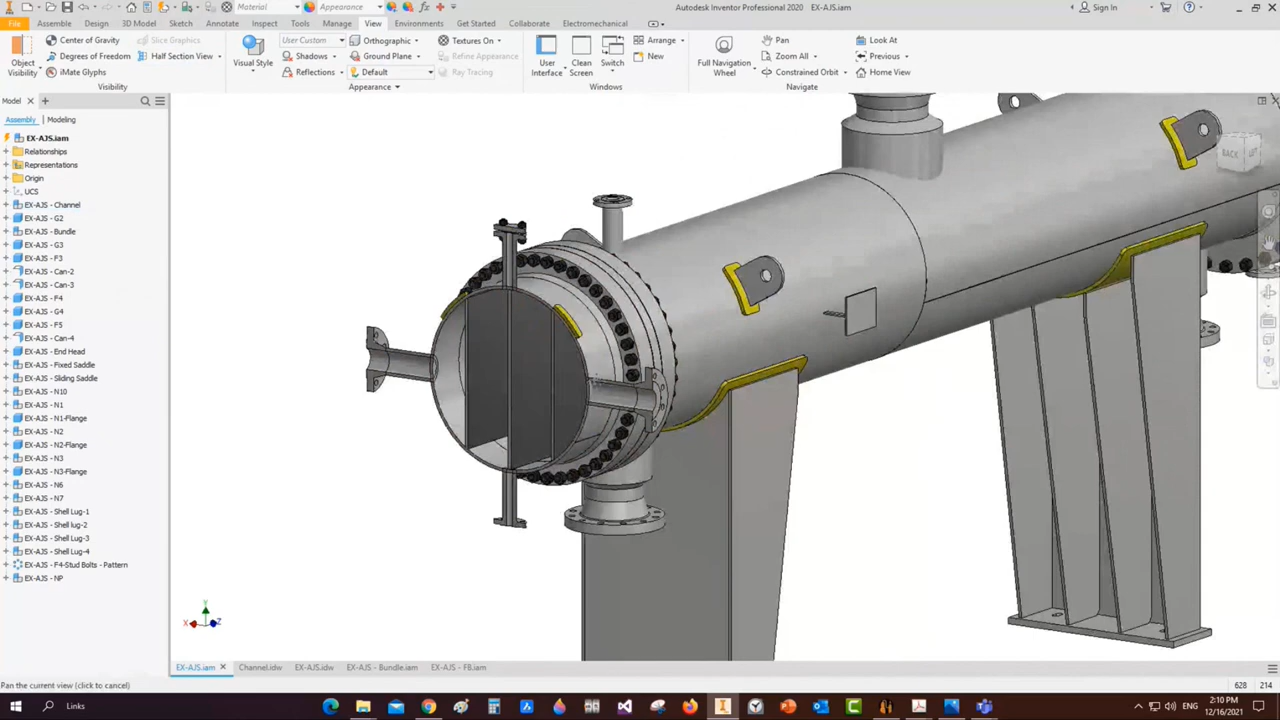 Material
Appearance
Autodesk Inventor Professional 2020
EX-AJS.iam
Sign In
File
Assemble
Design
3D Model
Sketch
Annotate
Inspect
Tools
Manage
View
Environments
Get Started
Collaborate
Electromechanical
Object Visibility
Center of Gravity
Degrees of Freedom
iMate Glyphs
Slice Graphics
Half Section View
Visibility
Visual Style
User Custom
Shadows
Reflections
Orthographic
Ground Plane
Default
Textures On
Refine Appearance
Ray Tracing
Appearance
User Interface
Clean Screen
Switch
Arrange
New
Windows
Full Navigation Wheel
Pan
Zoom All
Constrained Orbit
Look At
Previous
Home View
Navigate
Model
Assembly
Modeling
EX-AJS.iam
Relationships
Representations
Origin
UCS
EX-AJS - Channel
EX-AJS - G2
EX-AJS - Bundle
EX-AJS - G3
EX-AJS - F3
EX-AJS - Can-2
EX-AJS - Can-3
EX-AJS - F4
EX-AJS - G4
EX-AJS - F5
EX-AJS - Can-4
EX-AJS - End Head
EX-AJS - Fixed Saddle
EX-AJS - Sliding Saddle
EX-AJS - N10
EX-AJS - N1
EX-AJS - N1-Flange
EX-AJS - N2
EX-AJS - N2-Flange
EX-AJS - N3
EX-AJS - N3-Flange
EX-AJS - N6
EX-AJS - N7
EX-AJS - Shell Lug-1
EX-AJS - Shell lug-2
EX-AJS - Shell Lug-3
EX-AJS - Shell Lug-4
EX-AJS - F4-Stud Bolts - Pattern
EX-AJS - NP
BACK
LEFT
Y
X
Z
EX-AJS.iam
Channel.idw
EX-AJS.idw
EX-AJS - Bundle.iam
EX-AJS - FB.iam
Pan the current view (click to cancel)
628
214
Links
ENG
2:10 PM
12/16/2021